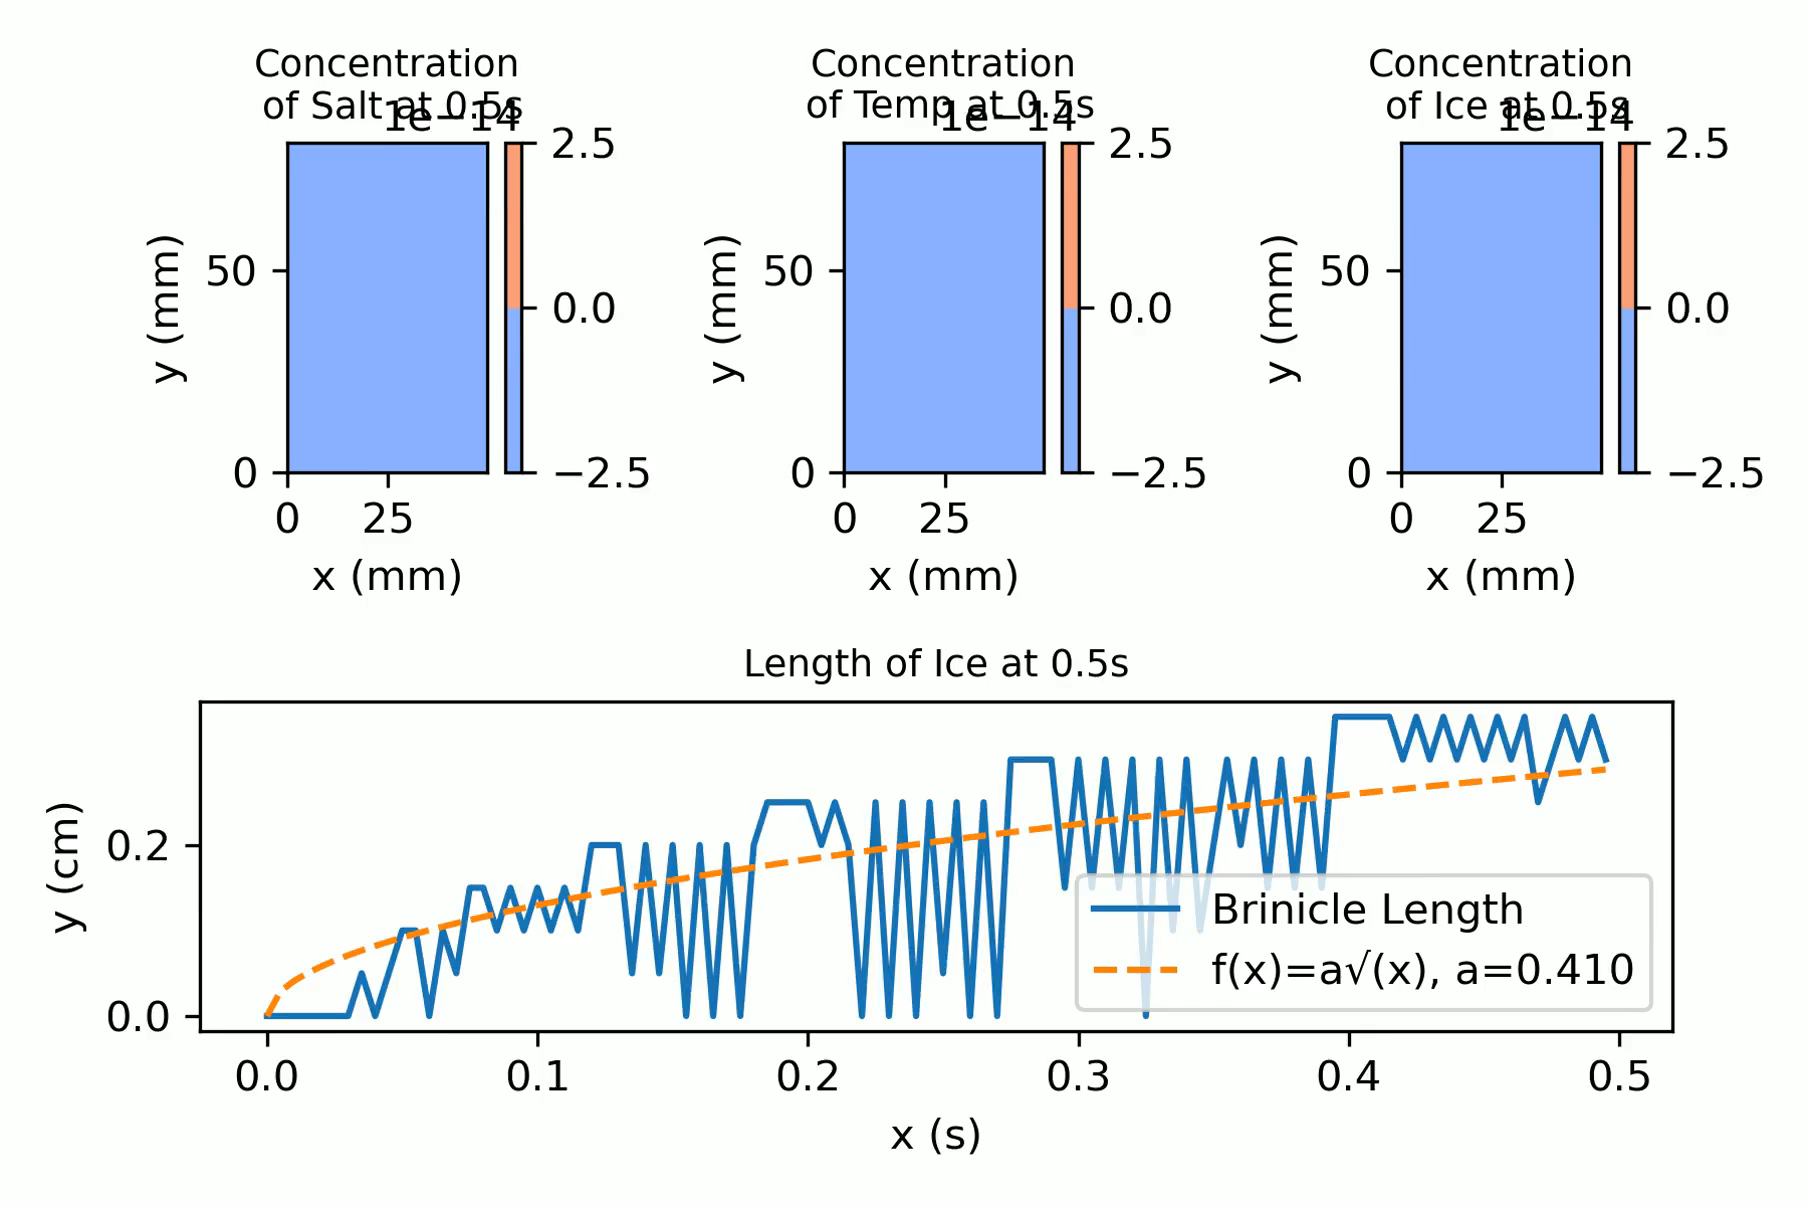 Concentration
of Salt at 0.5s
1e−14
2.5
0.0
−2.5
50
0
y (mm)
0 25
x (mm)
Concentration
of Temp at 0.5s
1e−14
2.5
0.0
−2.5
50
0
y (mm)
0 25
x (mm)
Concentration
of Ice at 0.5s
1e−14
2.5
0.0
−2.5
50
0
y (mm)
0 25
x (mm)
Length of Ice at 0.5s
y (cm)
0.2
0.0
Brinicle Length
f(x)=a√(x), a=0.410
0.0 0.1 0.2 0.3 0.4 0.5
x (s)